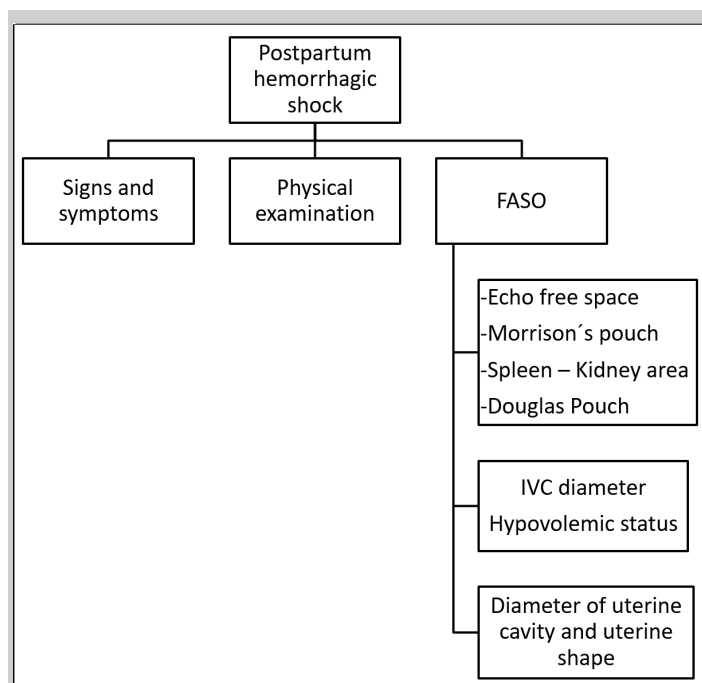 Postpartum
hemorrhagic
shock
Signs and
symptoms
Physical
examination
FASO
-Echo free space
-Morrison´s pouch
-Spleen – Kidney area
-Douglas Pouch
IVC diameter
Hypovolemic status
Diameter of uterine
cavity and uterine
shape